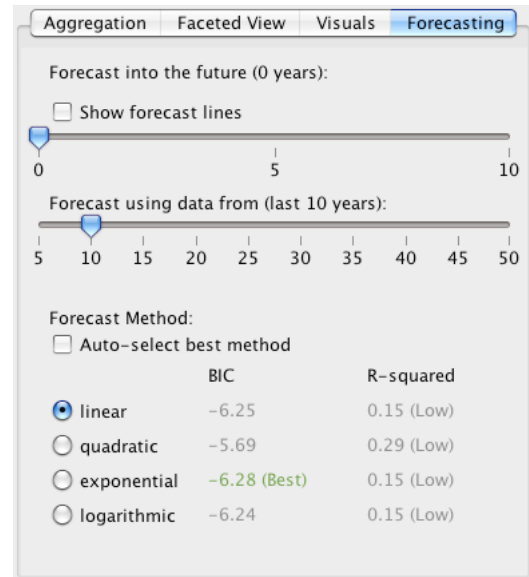 Aggregation Faceted View Visuals Forecasting
Forecast into the future (0 years):
Show forecast lines
0 5 10
Forecast using data from (last 10 years):
5 10 15 20 25 30 35 40 45 50
Forecast Method:
Auto-select best method
BIC R-squared
linear -6.25 0.15 (Low)
quadratic -5.69 0.29 (Low)
exponential -6.28 (Best) 0.15 (Low)
logarithmic -6.24 0.15 (Low)